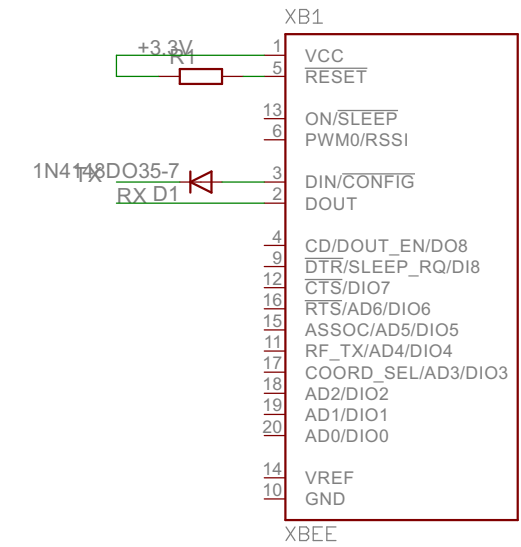 XB1
+3.3V
R1
1 VCC
5 RESET
13 ON/SLEEP
6 PWM0/RSSI
1N4148DO35-7
TX
3 DIN/CONFIG
RX D1
2 DOUT
4 CD/DOUT_EN/DO8
9 DTR/SLEEP_RQ/DI8
12 CTS/DIO7
16 RTS/AD6/DIO6
15 ASSOC/AD5/DIO5
11 RF_TX/AD4/DIO4
17 COORD_SEL/AD3/DIO3
18 AD2/DIO2
19 AD1/DIO1
20 AD0/DIO0
14 VREF
10 GND
XBEE